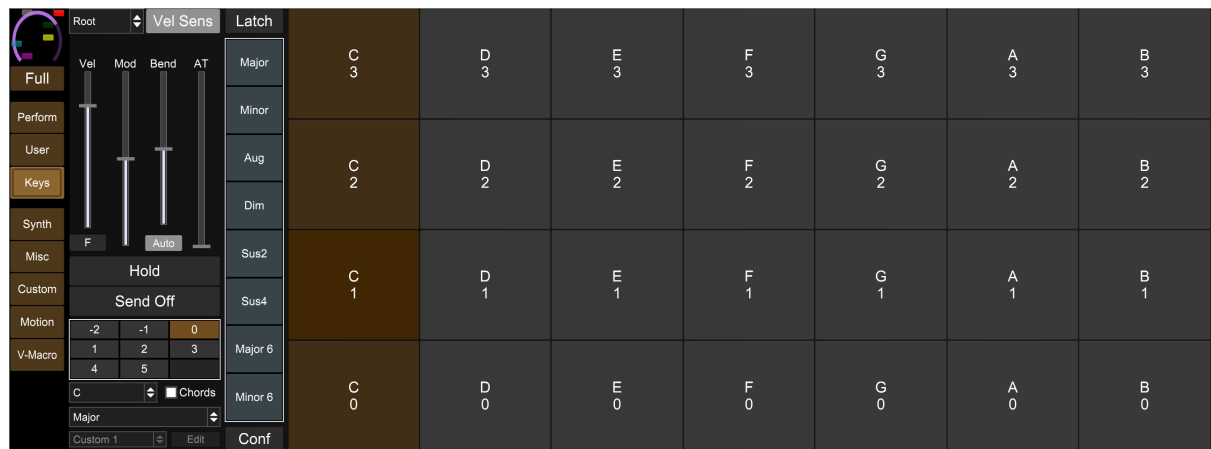 Root
Vel Sens
Latch
Full
Perform
User
Keys
Synth
Misc
Custom
Motion
V-Macro
Vel Mod Bend AT
F
Auto
Hold
Send Off
-2 -1 0
1 2 3
4 5
C
Chords
Major
Custom 1
Edit
Major
Minor
Aug
Dim
Sus2
Sus4
Major 6
Minor 6
Conf
C D E F G A B
3 3 3 3 3 3 3
C D E F G A B
2 2 2 2 2 2 2
C D E F G A B
1 1 1 1 1 1 1
C D E F G A B
0 0 0 0 0 0 0